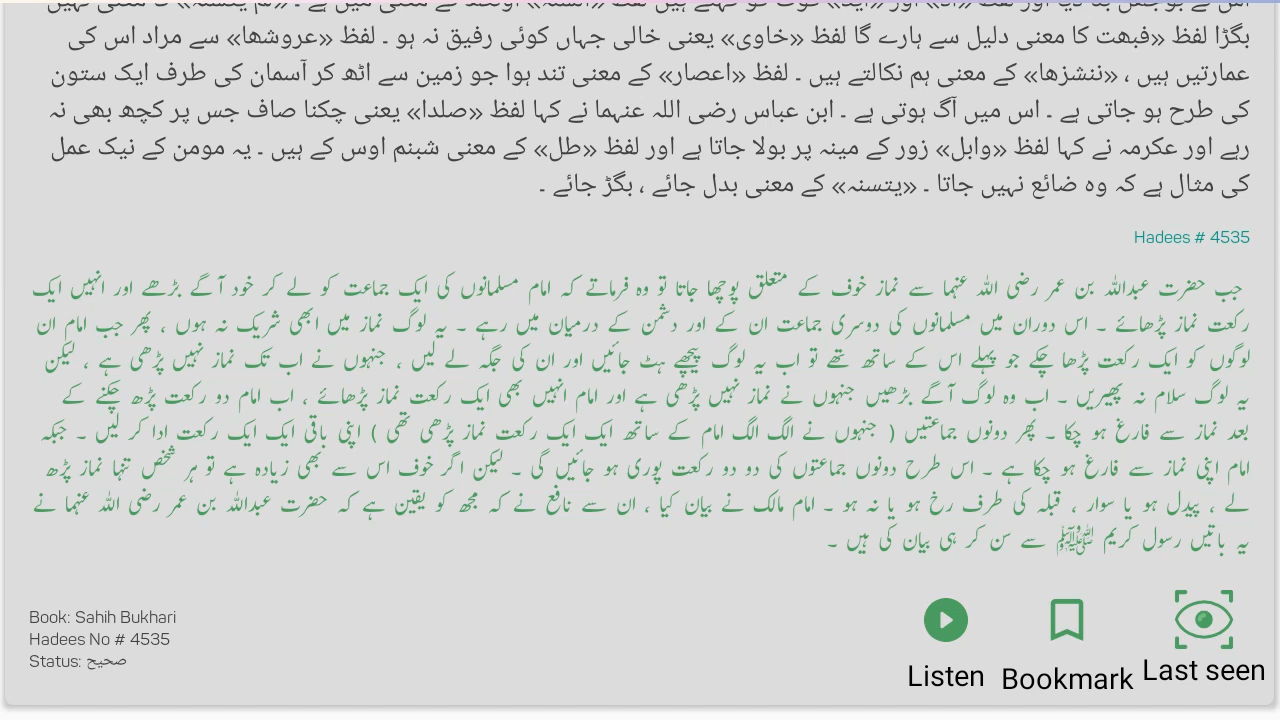 بگڑا لفظ «فبھت کا معنی دلیل سے ہارے گا لفظ «خاوی» یعنی خالی جہاں کوئی رفیق نہ ہو ۔ لفظ «عروشھا» سے مراد اس کی
عمارتیں ہیں ، «ننشزھا» کے معنی ہم نکالتے ہیں ۔ لفظ «اعصار» کے معنی تند ہوا جو زمین سے اٹھ کر آسمان کی طرف ایک ستون
کی طرح ہو جاتی ہے ۔ اس میں آگ ہوتی ہے ۔ ابن عباس رضی اللہ عنہما نے کہا لفظ «صلدا» یعنی چکنا صاف جس پر کچھ بھی نہ
رہے اور عکرمہ نے کہا لفظ «وابل» زور کے مینہ پر بولا جاتا ہے اور لفظ «طل» کے معنی شبنم اوس کے ہیں ۔ یہ مومن کے نیک عمل
کی مثال ہے کہ وہ ضائع نہیں جاتا ۔ «یتسنہ» کے معنی بدل جائے ، بگڑ جائے ۔
Hadees # 4535
جب حضرت عبداللہ بن عمر رضی اللہ عنہما سے نماز خوف کے متعلق پوچھا جاتا تو وہ فرماتے کہ امام مسلمانوں کی ایک جماعت کو لے کر خود آگے بڑھے اور انہیں ایک
رکعت نماز پڑھائے ۔ اس دوران میں مسلمانوں کی دوسری جماعت ان کے اور دشمن کے درمیان میں رہے ۔ یہ لوگ نماز میں ابھی شریک نہ ہوں ، پھر جب امام ان
لوگوں کو ایک رکعت پڑھا چکے جو پہلے اس کے ساتھ تھے تو اب یہ لوگ پیچھے ہٹ جائیں اور ان کی جگہ لے لیں ، جنہوں نے اب تک نماز نہیں پڑھی ہے ، لیکن
یہ لوگ سلام نہ پھیریں ۔ اب وہ لوگ آگے بڑھیں جنہوں نے نماز نہیں پڑھی ہے اور امام انہیں بھی ایک رکعت نماز پڑھائے ، اب امام دو رکعت پڑھ چکنے کے
بعد نماز سے فارغ ہو چکا ۔ پھر دونوں جماعتیں ( جنہوں نے الگ الگ امام کے ساتھ ایک ایک رکعت نماز پڑھی تھی ) اپنی باقی ایک ایک رکعت ادا کر لیں ۔ جبکہ
امام اپنی نماز سے فارغ ہو چکا ہے ۔ اس طرح دونوں جماعتوں کی دو دو رکعت پوری ہو جائیں گی ۔ لیکن اگر خوف اس سے بھی زیادہ ہے تو ہر شخص تنہا نماز پڑھ
لے ، پیدل ہو یا سوار ، قبلہ کی طرف رخ ہو یا نہ ہو ۔ امام مالک نے بیان کیا ، ان سے نافع نے کہ مجھ کو یقین ہے کہ حضرت عبداللہ بن عمر رضی اللہ عنہما نے
یہ باتیں رسول کریم ﷺ سے سن کر ہی بیان کی ہیں ۔
Book: Sahih Bukhari
Hadees No # 4535
Status: صحیح
Listen
Bookmark
Last seen